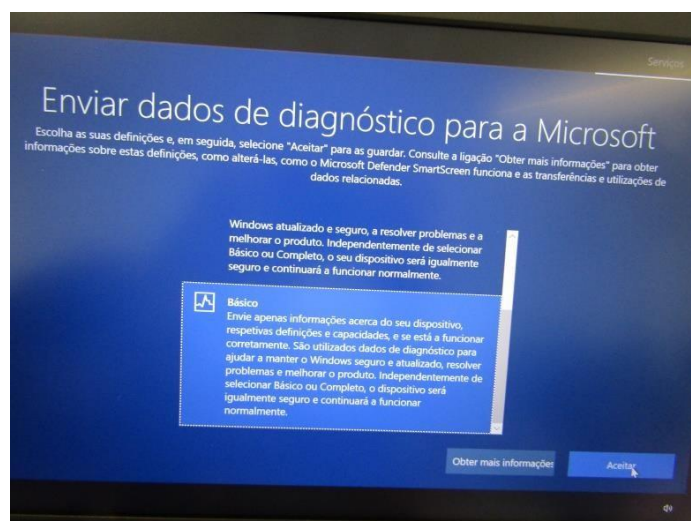 Serviços
Enviar dados de diagnóstico para a Microsoft
Escolha as suas definições e, em seguida, selecione "Aceitar" para as guardar. Consulte a ligação "Obter mais informações" para obter
informações sobre estas definições, como alterá-las, como o Microsoft Defender SmartScreen funciona e as transferências e utilizações de
dados relacionadas.
Windows atualizado e seguro, a resolver problemas e a
melhorar o produto. Independentemente de selecionar
Básico ou Completo, o seu dispositivo será igualmente
seguro e continuará a funcionar normalmente.
Básico
Envie apenas informações acerca do seu dispositivo,
respetivas definições e capacidades, e se está a funcionar
corretamente. São utilizados dados de diagnóstico para
ajudar a manter o Windows seguro e atualizado, resolver
problemas e melhorar o produto. Independentemente de
selecionar Básico ou Completo, o dispositivo será
igualmente seguro e continuará a funcionar
normalmente.
Obter mais informações
Aceitar